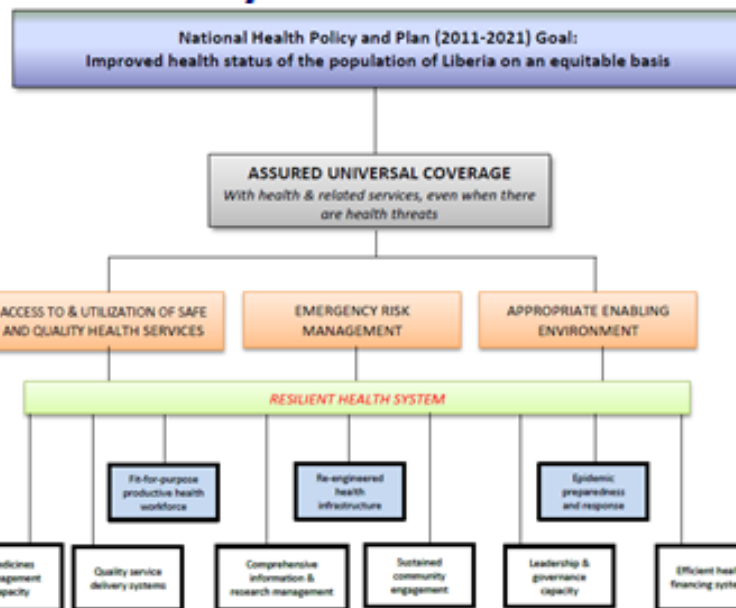 National Health Policy and Plan (2011-2021) Goal:
Improved health status of the population of Liberia on an equitable basis
ASSURED UNIVERSAL COVERAGE
With health & related services, even when there
are health threats
ACCESS TO & UTILIZATION OF SAFE
AND QUALITY HEALTH SERVICES
EMERGENCY RISK
MANAGEMENT
APPROPRIATE ENABLING
ENVIRONMENT
RESILIENT HEALTH SYSTEM
Fit-for-purpose
productive health
workforce
Re-engineered
health
infrastructure
Epidemic
preparedness
and response
Quality service
delivery systems
Comprehensive
information &
research management
Sustained
community
engagement
Leadership &
governance
capacity
Efficient
financing